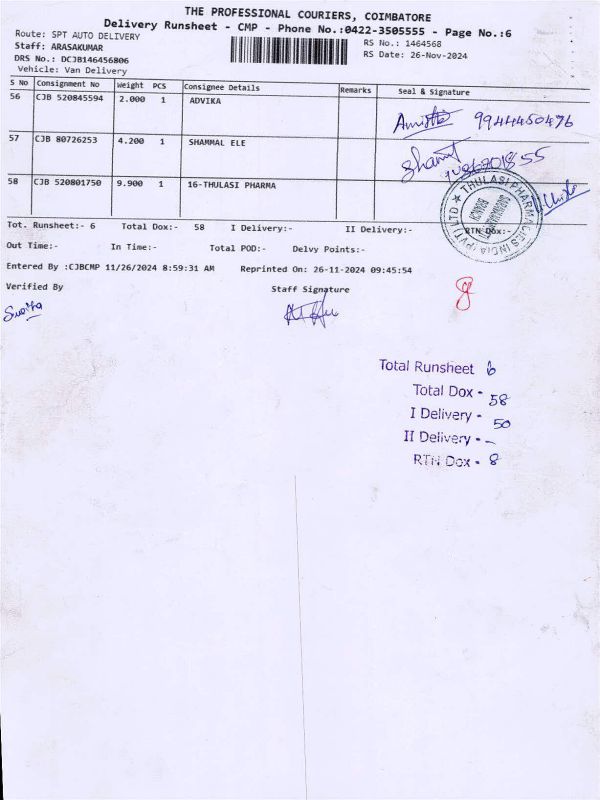 THE PROFESSIONAL COURIERS, COIMBATORE
Delivery Runsheet - CMP - Phone No.:0422-3505555 - Page No.:6
Route: SPT AUTO DELIVERY
Staff: ARASAKUMAR
RS No.: 1464568
DRS No.: DCJB146456806
RS Date: 26-Nov-2024
Vehicle: Van Delivery
S No Consignment No Weight PCS Consignee Details Remarks Seal & Signature
56 CJB 520845594 2.000 1 ADVIKA 9944450476
57 CJB 80726253 4.200 1 SHAMMAL ELE
58 CJB 520801750 9.900 1 16-THULASI PHARMA
THULASI PHARMACIES INDIA (PVT) LTD
Tot. Runsheet:- 6 Total Dox:- 58 I Delivery:- II Delivery:- RTN Dox:-
Out Time:- In Time:- Total POD:- Delvy Points:-
Entered By :CJBCMP 11/26/2024 8:59:31 AM Reprinted On: 26-11-2024 09:45:54
Verified By Staff Signature
Total Runsheet 6
Total Dox - 58
I Delivery - 50
II Delivery - -
RTN Dox - 8